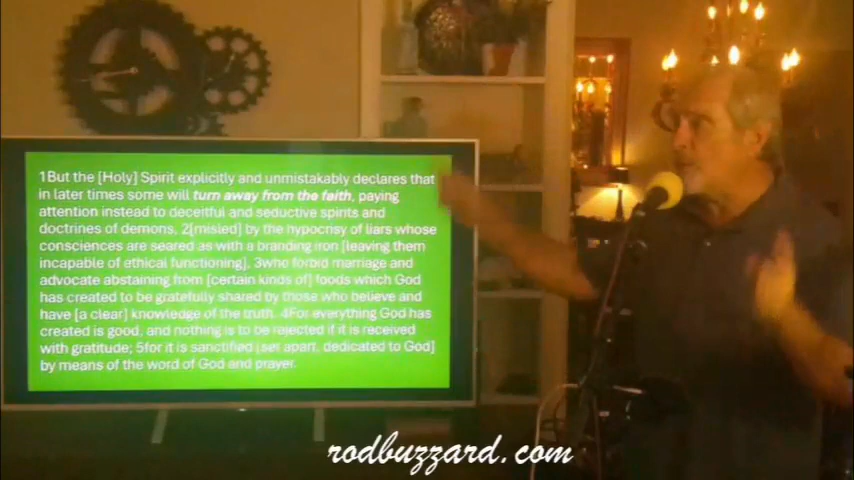 1But the [Holy] Spirit explicitly and unmistakably declares that
in later times some will turn away from the faith, paying
attention instead to deceitful and seductive spirits and
doctrines of demons, 2[misled] by the hypocrisy of liars whose
consciences are seared as with a branding iron [leaving them
incapable of ethical functioning], 3who forbid marriage and
advocate abstaining from [certain kinds of] foods which God
has created to be gratefully shared by those who believe and
have [a clear] knowledge of the truth. 4For everything God has
created is good, and nothing is to be rejected if it is received
with gratitude; 5for it is sanctified [set apart, dedicated to God]
by means of the word of God and prayer.
rodbuzzard.com